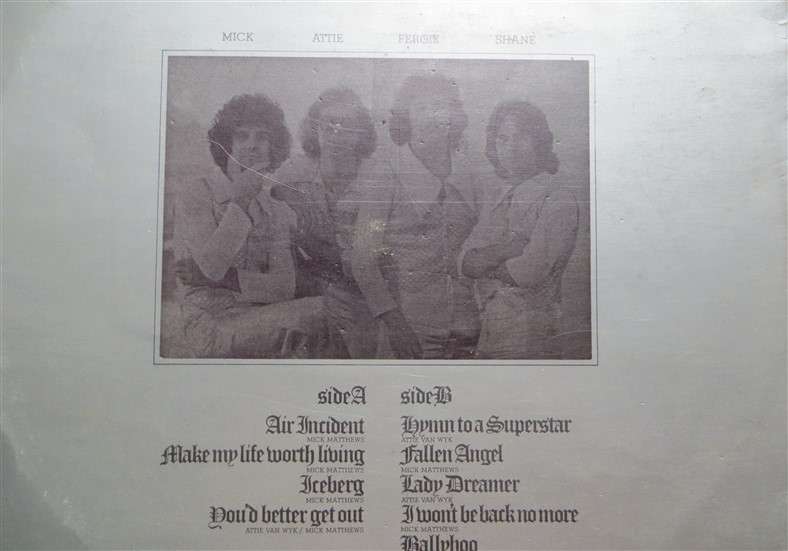 MICK ATTIE FERGIE SHANE
sideA
Air Incident
MICK MATTHEWS
Make my life worth living
MICK MATTHEWS
Iceberg
MICK MATTHEWS
You'd better get out
ATTIE VAN WYK / MICK MATTHEWS
sideB
Hymn to a Superstar
ATTIE VAN WYK
Fallen Angel
MICK MATTHEWS
Lady Dreamer
ATTIE VAN WYK
I won't be back no more
MICK MATTHEWS
Ballyhoo